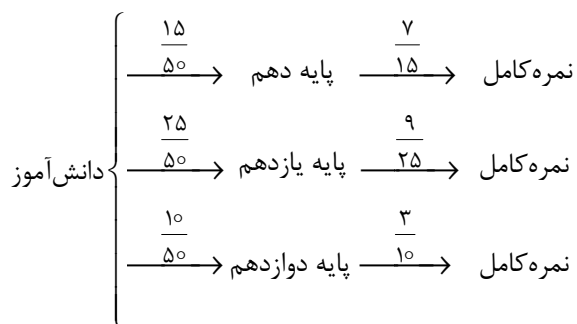 ۱۵/۵۰ پایه دهم ۷/۱۵ نمره‌کامل
دانش‌آموز ۲۵/۵۰ پایه یازدهم ۹/۲۵ نمره‌کامل
۱۰/۵۰ پایه دوازدهم ۳/۱۰ نمره‌کامل